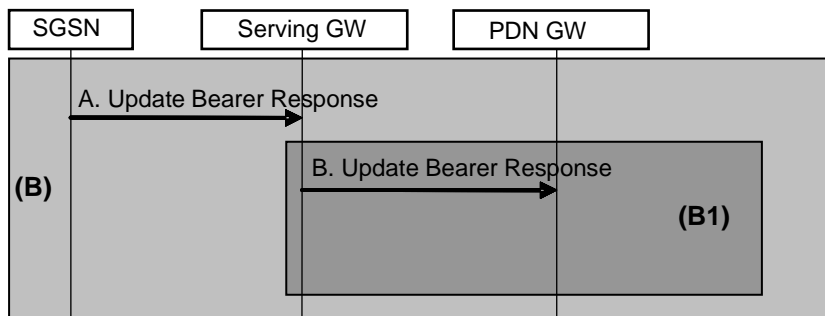 SGSN
Serving GW
PDN GW
A. Update Bearer Response
B. Update Bearer Response
(B)
(B1)